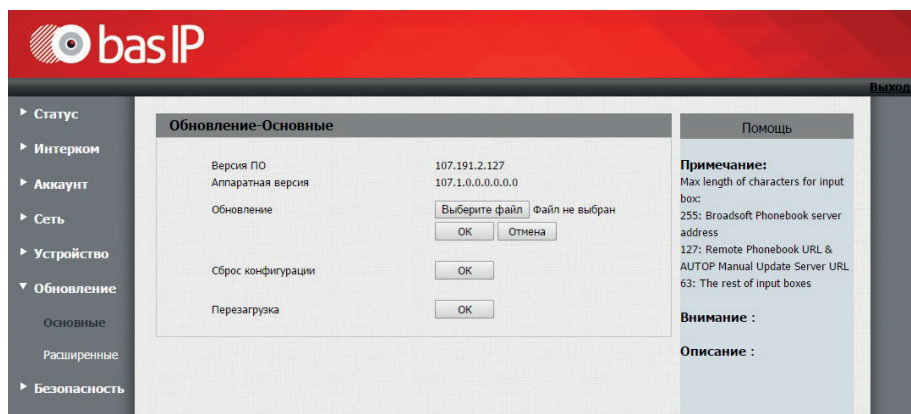 bas IP
Выход
Статус
Интерком
Аккаунт
Сеть
Устройство
Обновление
Основные
Расширенные
Безопасность
Обновление-Основные
Версия ПО 107.191.2.127
Аппаратная версия 107.1.0.0.0.0.0.0
Обновление Выберите файл Файл не выбран
ОК Отмена
Сброс конфигурации ОК
Перезагрузка ОК
Помощь
Примечание:
Max length of characters for input
box:
255: Broadsoft Phonebook server
address
127: Remote Phonebook URL &
AUTOP Manual Update Server URL
63: The rest of input boxes
Внимание :
Описание :